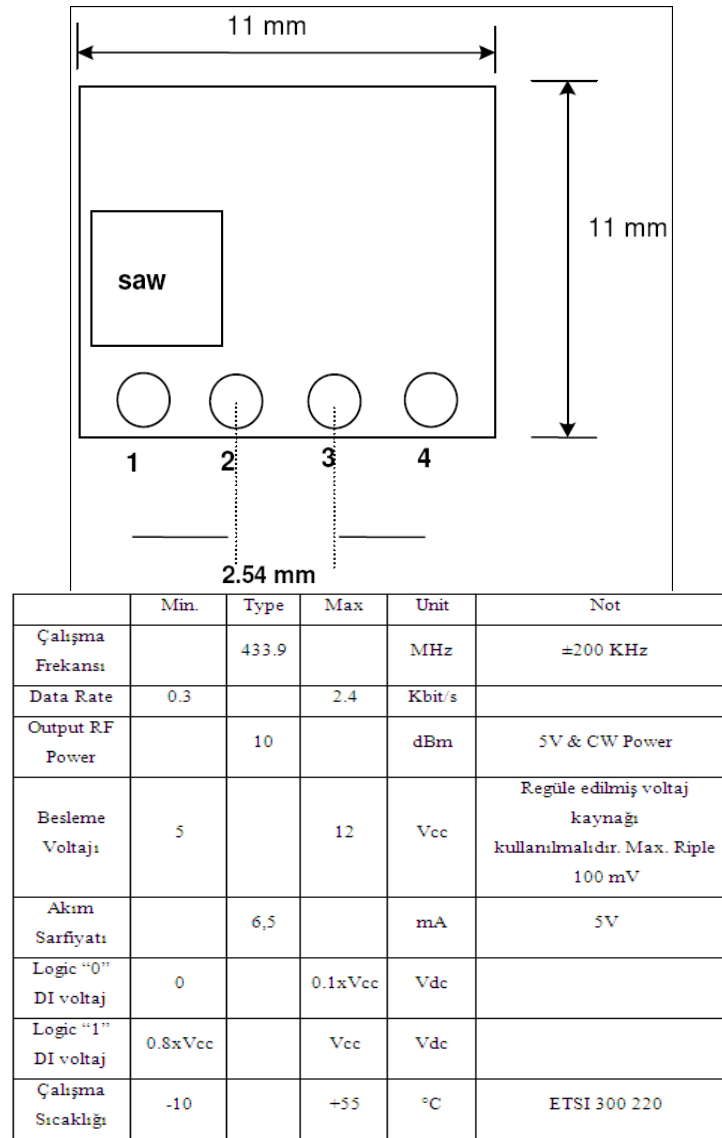 11 mm
11 mm
saw
1 2 3 4
2.54 mm
Min. Type Max Unit Not
Çalışma
Frekansı
433.9 MHz ±200 KHz
Data Rate 0.3 2.4 Kbit/s
Output RF
Power
10 dBm 5V & CW Power
Besleme
Voltajı
5 12 Vcc
Regüle edilmiş voltaj
kaynağı
kullanılmalıdır. Max. Riple
100 mV
Akım
Sarfiyatı
6,5 mA 5V
Logic “0”
DI voltaj
0 0.1xVcc Vdc
Logic “1”
DI voltaj
0.8xVcc Vcc Vdc
Çalışma
Sıcaklığı
-10 +55 °C ETSI 300 220